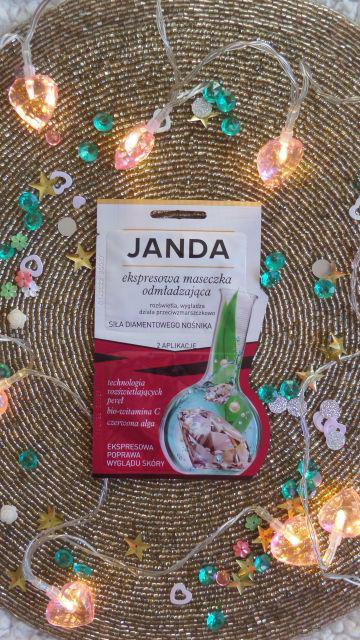 JANDA
ekspresowa maseczka
odmładzająca
rozświetla, wygładza
działa przeciwzmarszczkowo
SIŁA DIAMENTOWEGO NOŚNIKA
2 APLIKACJE
technologia
rozświetlających
pereł
bio-witamina C
czerwona alga
EKSPRESOWA
POPRAWA
WYGLĄDU SKÓRY